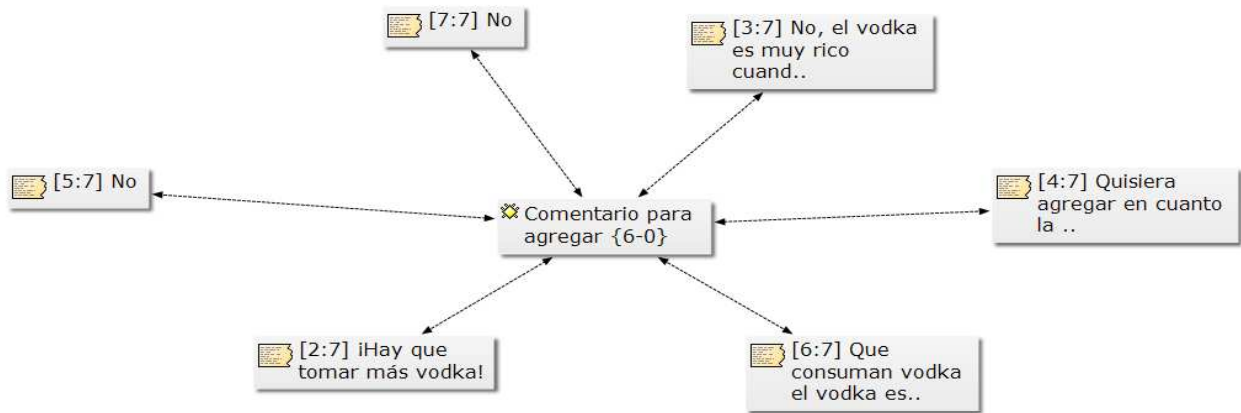 [7:7] No
[3:7] No, el vodka
es muy rico
cuand..
[5:7] No
[4:7] Quisiera
agregar en cuanto
la ..
Comentario para
agregar {6-0}
[2:7] ¡Hay que
tomar más vodka!
[6:7] Que
consuman vodka
el vodka es..